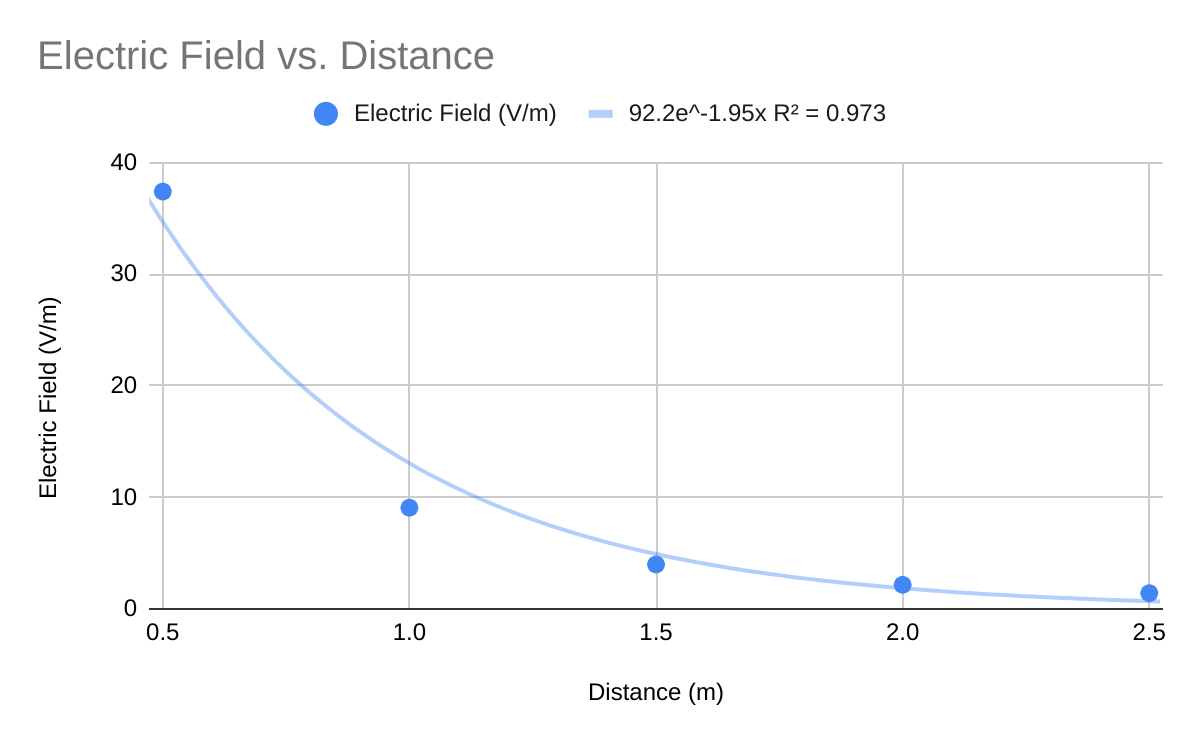 Electric Field vs. Distance
Electric Field (V/m) 92.2e^-1.95x R² = 0.973
40
30
20
10
0
Electric Field (V/m)
0.5 1.0 1.5 2.0 2.5
Distance (m)